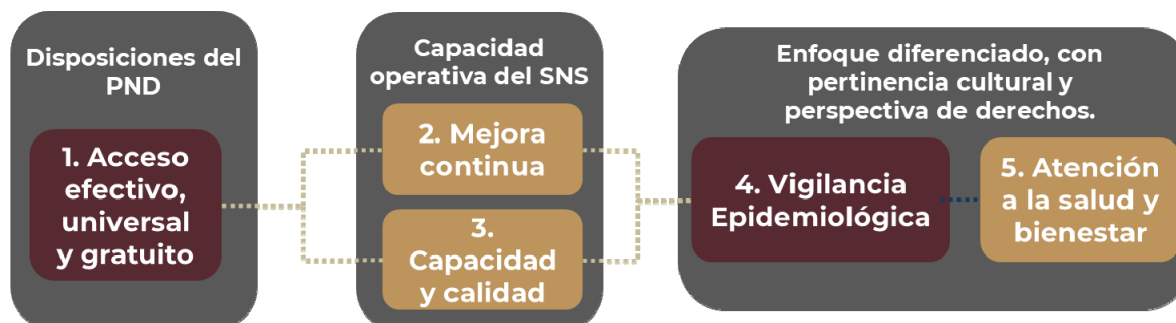 Disposiciones del
PND
1. Acceso
efectivo,
universal
y gratuito
Capacidad
operativa del SNS
2. Mejora
continua
3.
Capacidad
y calidad
Enfoque diferenciado, con
pertinencia cultural y
perspectiva de derechos.
4. Vigilancia
Epidemiológica
5. Atención
a la salud y
bienestar